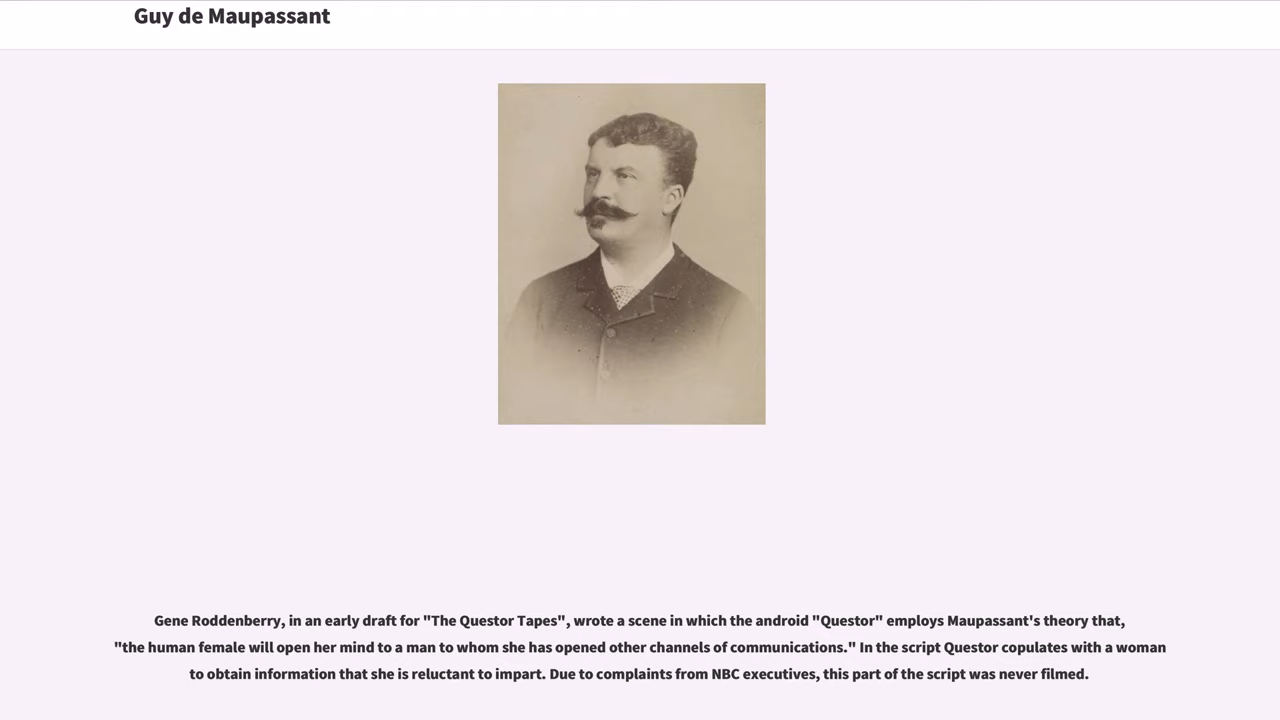 Guy de Maupassant
Gene Roddenberry, in an early draft for "The Questor Tapes", wrote a scene in which the android "Questor" employs Maupassant's theory that,
"the human female will open her mind to a man to whom she has opened other channels of communications." In the script Questor copulates with a woman
to obtain information that she is reluctant to impart. Due to complaints from NBC executives, this part of the script was never filmed.